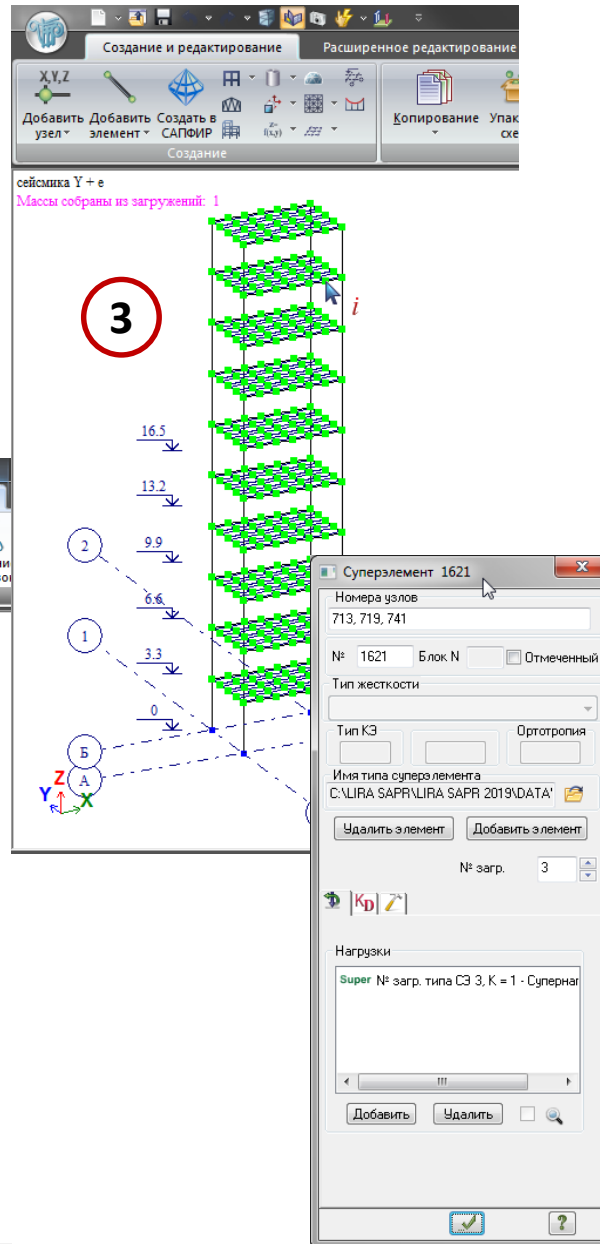 Создание и редактирование Расширенное редактирование
X,Y,Z
Добавить узел
Добавить элемент
Создать в САПФИР
Копирование
Создание
сейсмика Y + e
Массы собраны из загружений: 1
3
i
16.5
13.2
2
9.9
6.6
1
3.3
0
Б
А
Z
Y X
Суперэлемент 1621
Номера узлов
713, 719, 741
№ 1621 Блок N Отмеченный
Тип жесткости
Тип КЭ Ортотропия
Имя типа суперэлемента
C:\LIRA SAPR\LIRA SAPR 2019\DATA\
Удалить элемент Добавить элемент
№ загр. 3
KD
Нагрузки
Super № загр. типа СЭ 3, K = 1 - Супернаг
Добавить Удалить
?